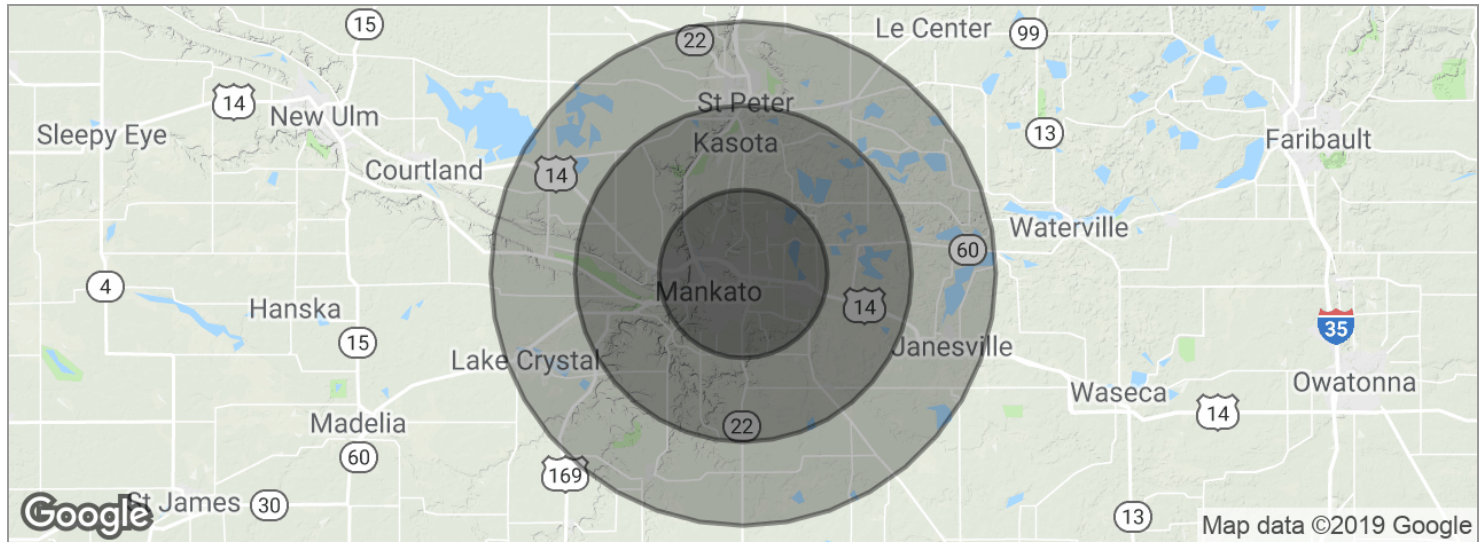 15
22
Le Center
99
14
St Peter
New Ulm
Sleepy Eye
13
Faribault
Kasota
Courtland
14
Waterville
60
4
Mankato
Hanska
14
35
15
Janesville
Lake Crystal
Owatonna
Waseca
14
Madelia
22
60
169
St James
30
13
Google
Map data ©2019 Google